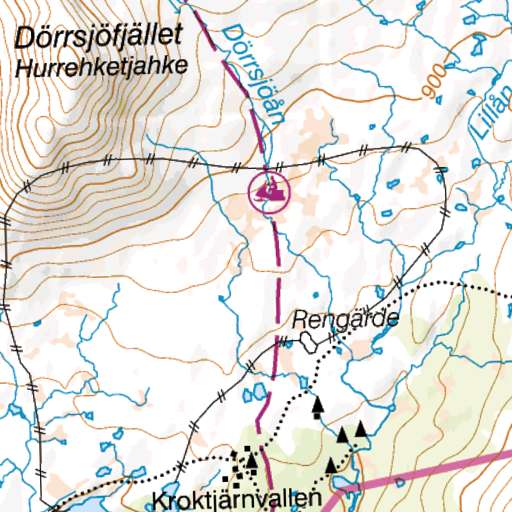 Dörrsjöfjället
Hurrehketjahke
Dörrsjöån
900
Lillån
Rengärde
Kroktjärnvallen